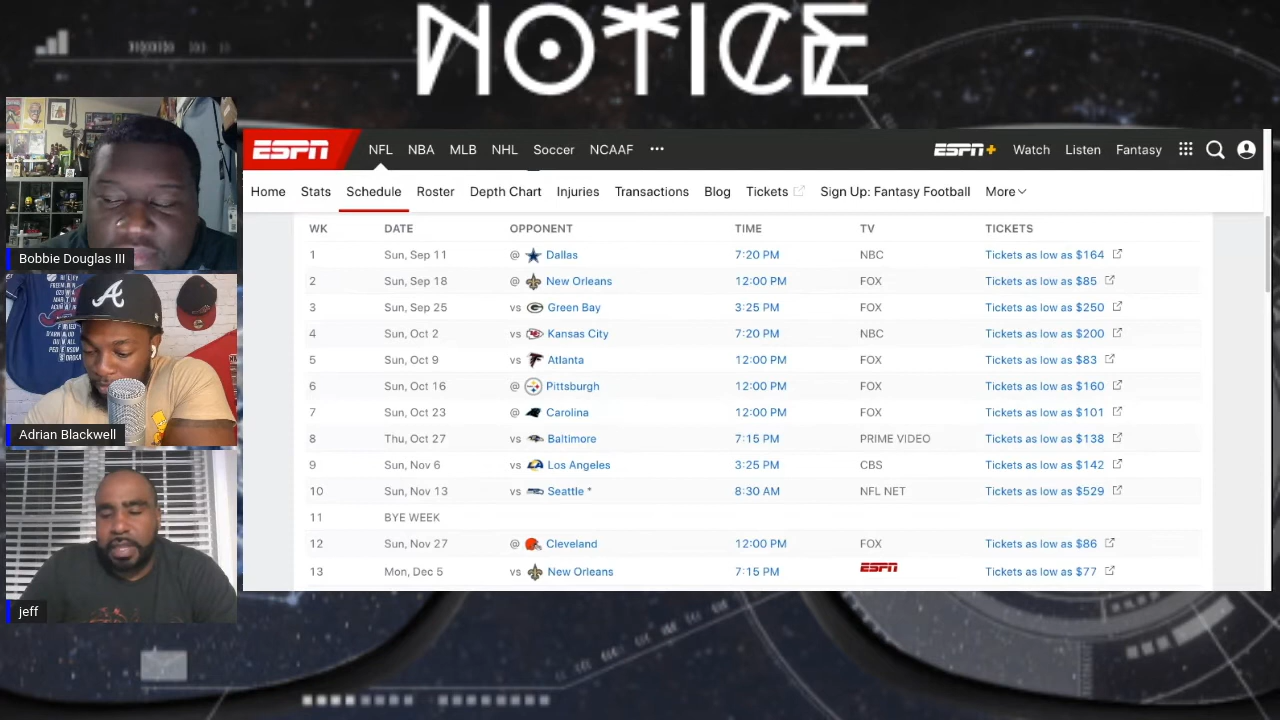 NOTICE
ESPN NFL NBA MLB NHL Soccer NCAAF ••• ESPN+ Watch Listen Fantasy
Home Stats Schedule Roster Depth Chart Injuries Transactions Blog Tickets Sign Up: Fantasy Football More
WK DATE OPPONENT TIME TV TICKETS
1 Sun, Sep 11 @ Dallas 7:20 PM NBC Tickets as low as $164
2 Sun, Sep 18 @ New Orleans 12:00 PM FOX Tickets as low as $85
3 Sun, Sep 25 vs Green Bay 3:25 PM FOX Tickets as low as $250
4 Sun, Oct 2 vs Kansas City 7:20 PM NBC Tickets as low as $200
5 Sun, Oct 9 vs Atlanta 12:00 PM FOX Tickets as low as $83
6 Sun, Oct 16 @ Pittsburgh 12:00 PM FOX Tickets as low as $160
7 Sun, Oct 23 @ Carolina 12:00 PM FOX Tickets as low as $101
8 Thu, Oct 27 vs Baltimore 7:15 PM PRIME VIDEO Tickets as low as $138
9 Sun, Nov 6 vs Los Angeles 3:25 PM CBS Tickets as low as $142
10 Sun, Nov 13 vs Seattle * 8:30 AM NFL NET Tickets as low as $529
11 BYE WEEK
12 Sun, Nov 27 @ Cleveland 12:00 PM FOX Tickets as low as $86
13 Mon, Dec 5 vs New Orleans 7:15 PM ESPN Tickets as low as $77
Bobbie Douglas III
A
Adrian Blackwell
jeff